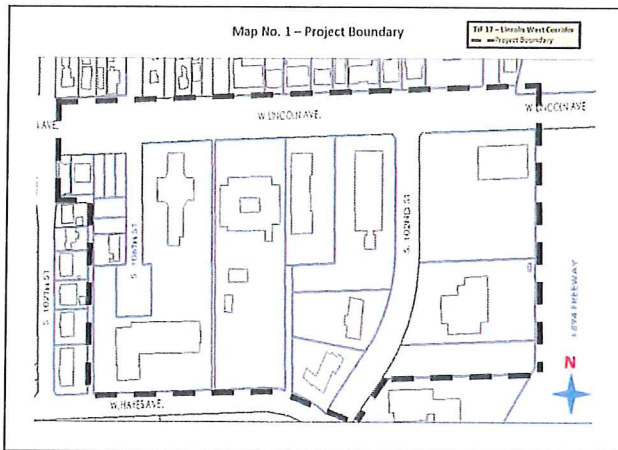 Map No. 1 – Project Boundary
TIF 17 – Lincoln West Corridor
Project Boundary
W LINCOLN AVE.
W LINCOLN AVE.
AVE.
S. 102ND ST
I-894 FREEWAY
N
W. HAYES AVE.